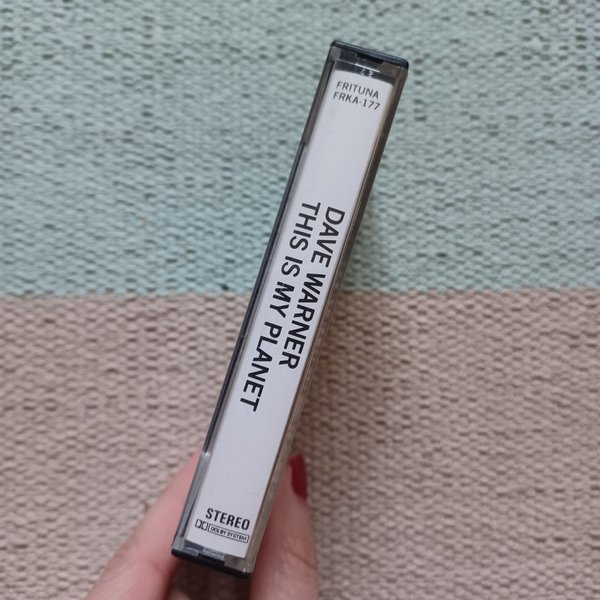 FRITUNA
FRKA-177
DAVE WARNER
THIS IS MY PLANET
STEREO
DOLBY SYSTEM